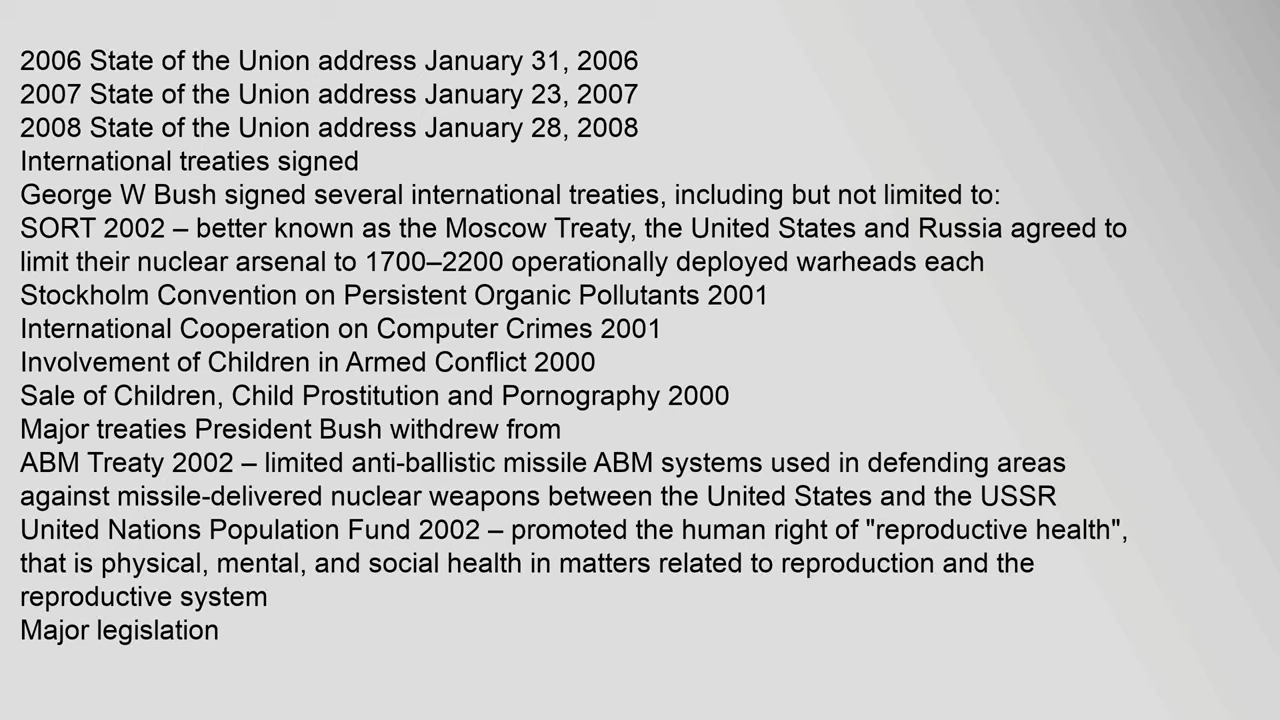 2006 State of the Union address January 31, 2006
2007 State of the Union address January 23, 2007
2008 State of the Union address January 28, 2008
International treaties signed
George W Bush signed several international treaties, including but not limited to:
SORT 2002 – better known as the Moscow Treaty, the United States and Russia agreed to
limit their nuclear arsenal to 1700–2200 operationally deployed warheads each
Stockholm Convention on Persistent Organic Pollutants 2001
International Cooperation on Computer Crimes 2001
Involvement of Children in Armed Conflict 2000
Sale of Children, Child Prostitution and Pornography 2000
Major treaties President Bush withdrew from
ABM Treaty 2002 – limited anti-ballistic missile ABM systems used in defending areas
against missile-delivered nuclear weapons between the United States and the USSR
United Nations Population Fund 2002 – promoted the human right of "reproductive health",
that is physical, mental, and social health in matters related to reproduction and the
reproductive system
Major legislation